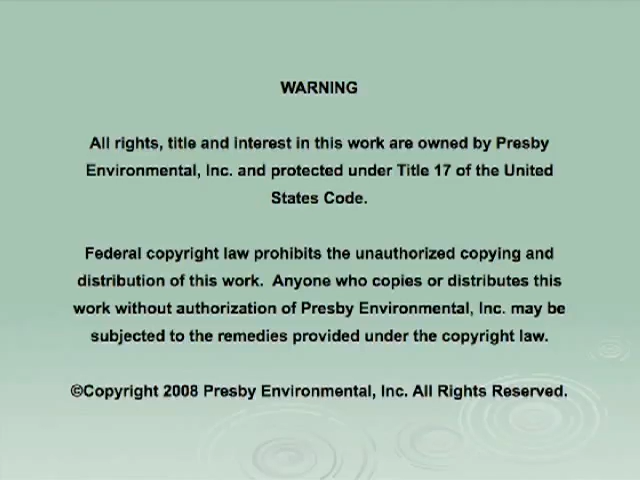 WARNING
All rights, title and interest in this work are owned by Presby
Environmental, Inc. and protected under Title 17 of the United
States Code.
Federal copyright law prohibits the unauthorized copying and
distribution of this work.  Anyone who copies or distributes this
work without authorization of Presby Environmental, Inc. may be
subjected to the remedies provided under the copyright law.
©Copyright 2008 Presby Environmental, Inc. All Rights Reserved.